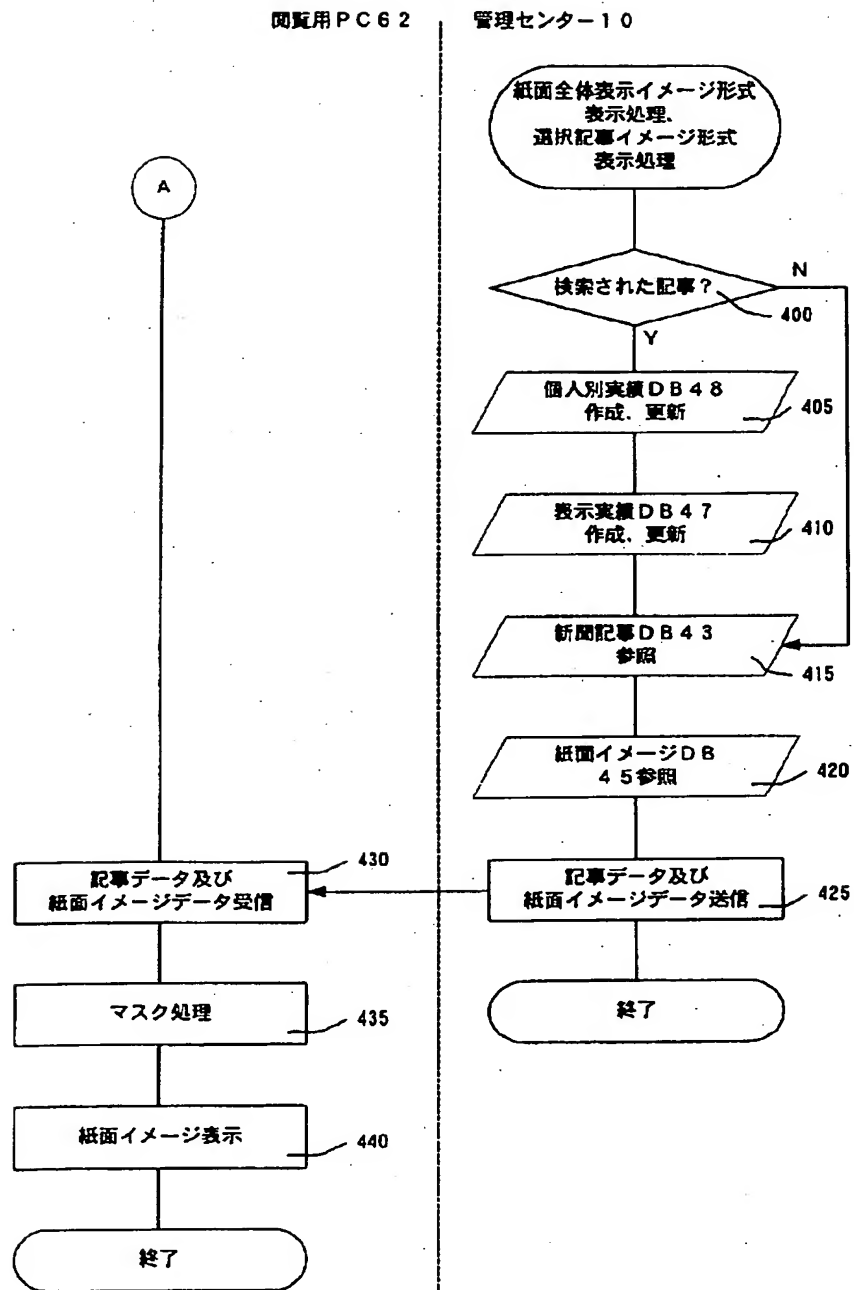 閲覧用PC62
管理センター10
紙面全体表示イメージ形式
表示処理、
選択記事イメージ形式
表示処理
A
検索された記事?
N
400
Y
個人別実績DB48
作成、更新
405
表示実績DB47
作成、更新
410
新聞記事DB43
参照
415
紙面イメージDB
45参照
420
記事データ及び
紙面イメージデータ受信
430
記事データ及び
紙面イメージデータ送信
425
マスク処理
435
終了
紙面イメージ表示
440
終了